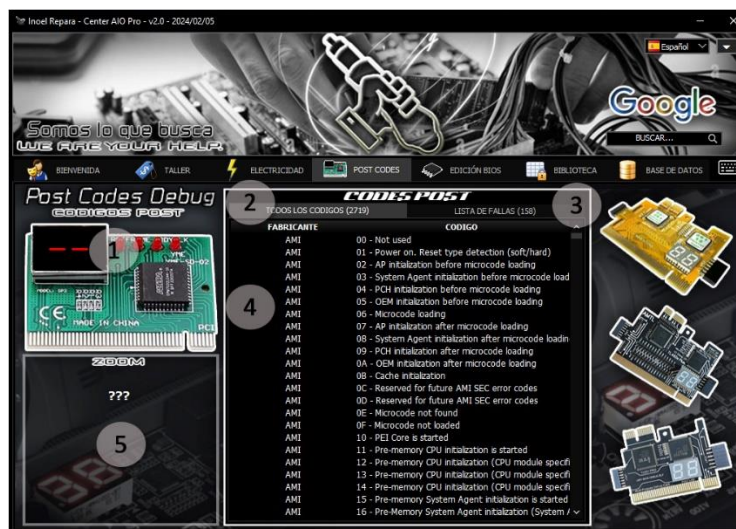 Inoel Repara - Center AIO Pro - v2.0 - 2024/02/05
Español
Somos lo que busca
WE ARE YOUR HELP
Google
BUSCAR...
BIENVENIDA
TALLER
ELECTRICIDAD
POST CODES
EDICIÓN BIOS
BIBLIOTECA
BASE DE DATOS
Post Codes Debug
CODIGOS POST
1
CE
MADE IN CHINA
PCI
ZOOM
???
5
CODES POST
2
TODOS LOS CODIGOS (2719)
LISTA DE FALLAS (158)
3
FABRICANTE CODIGO
4
AMI 00 - Not used
AMI 01 - Power on. Reset type detection (soft/hard)
AMI 02 - AP initialization before microcode loading
AMI 03 - System Agent initialization before microcode load
AMI 04 - PCH initialization before microcode loading
AMI 05 - OEM initialization before microcode loading
AMI 06 - Microcode loading
AMI 07 - AP initialization after microcode loading
AMI 08 - System Agent initialization after microcode loadin
AMI 09 - PCH initialization after microcode loading
AMI 0A - OEM initialization after microcode loading
AMI 0B - Cache initialization
AMI 0C - Reserved for future AMI SEC error codes
AMI 0D - Reserved for future AMI SEC error codes
AMI 0E - Microcode not found
AMI 0F - Microcode not loaded
AMI 10 - PEI Core is started
AMI 11 - Pre-memory CPU initialization is started
AMI 12 - Pre-memory CPU initialization (CPU module specifi
AMI 13 - Pre-memory CPU initialization (CPU module specifi
AMI 14 - Pre-memory CPU initialization (CPU module specifi
AMI 15 - Pre-memory System Agent initialization is started
AMI 16 - Pre-Memory System Agent initialization (System A